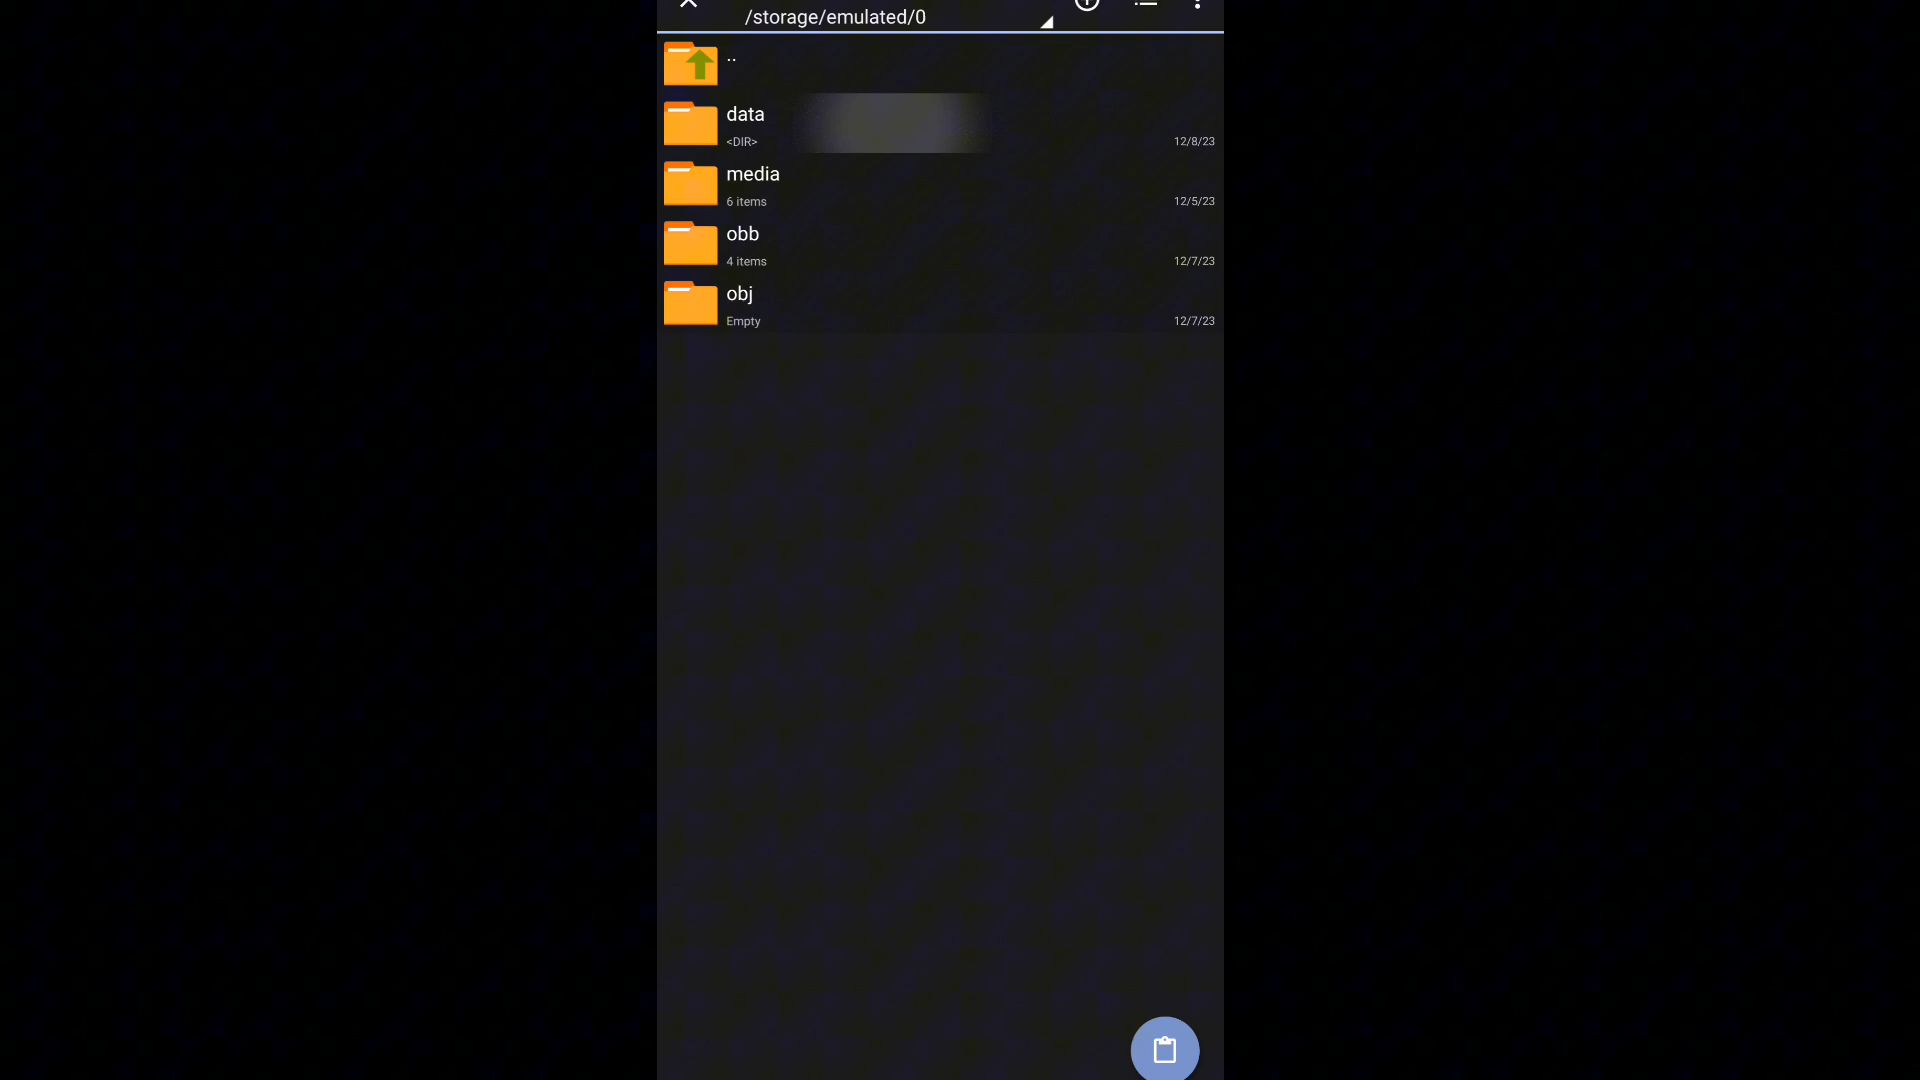 /storage/emulated/0
..
data
<DIR>
12/8/23
media
6 items
12/5/23
obb
4 items
12/7/23
obj
Empty
12/7/23